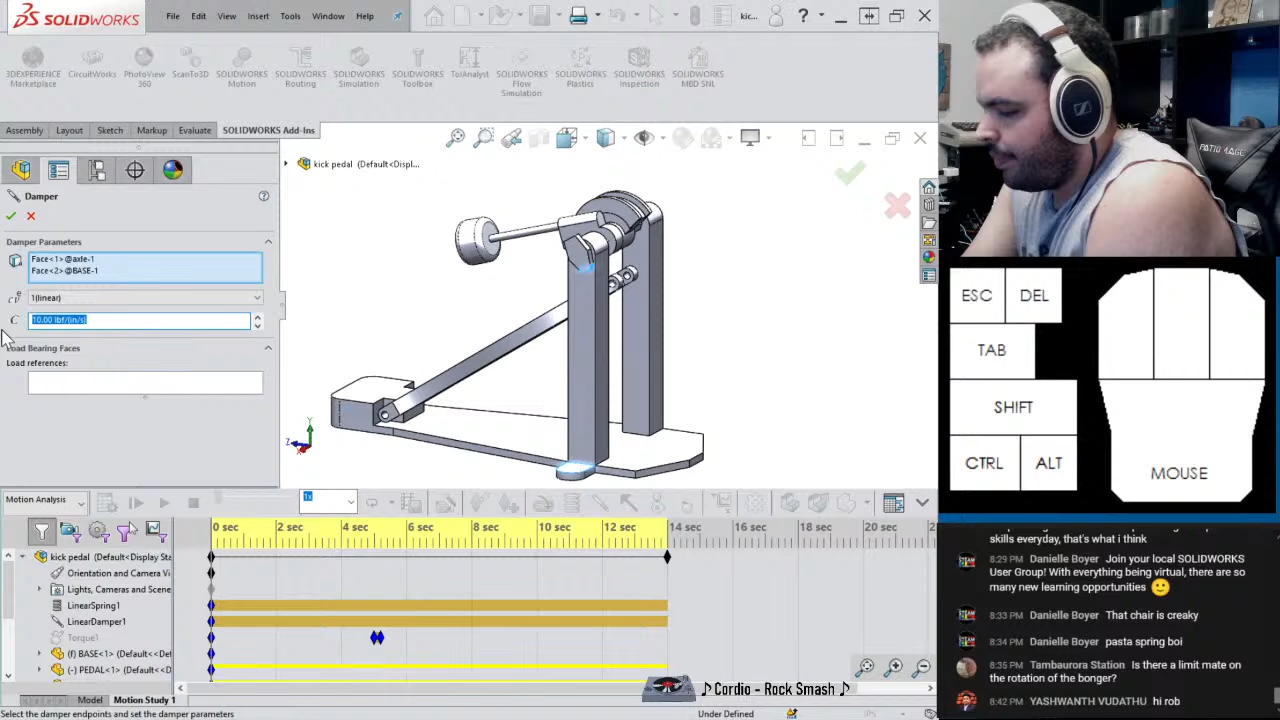 SOLIDWORKS
File Edit View Insert Tools Window Help
kic...
3DEXPERIENCE Marketplace
CircuitWorks
PhotoView 360
ScanTo3D
SOLIDWORKS Motion
SOLIDWORKS Routing
SOLIDWORKS Simulation
SOLIDWORKS Toolbox
TolAnalyst
SOLIDWORKS Flow Simulation
SOLIDWORKS Plastics
SOLIDWORKS Inspection
SOLIDWORKS MBD SNL
Assembly Layout Sketch Markup Evaluate SOLIDWORKS Add-Ins
kick pedal (Default<Displ...
Damper
Damper Parameters
Face<1>@axle-1
Face<2>@BASE-1
1(linear)
C
10.00 lbf/(in/s)
Load Bearing Faces
Load references:
Y
Z
X
Motion Analysis
1x
0 sec 2 sec 4 sec 6 sec 8 sec 10 sec 12 sec 14 sec 16 sec 18 sec 20 sec
kick pedal (Default<Display Sta
Orientation and Camera Vi
Lights, Cameras and Scene
LinearSpring1
LinearDamper1
Torque1
(f) BASE<1> (Default<<De
(-) PEDAL<1> (Default<<D
Model Motion Study 1
♪Cordio - Rock Smash ♪
Select the damper endpoints and set the damper parameters
Under Defined
PATIO MAGE
ESC
DEL
TAB
SHIFT
CTRL
ALT
MOUSE
skills everyday, that's what i think
8:29 PM Danielle Boyer Join your local SOLIDWORKS
User Group! With everything being virtual, there are so
many new learning opportunities 🙂
8:33 PM Danielle Boyer That chair is creaky
8:34 PM Danielle Boyer pasta spring boi
8:35 PM Tambaurora Station Is there a limit mate on
the rotation of the bonger?
8:42 PM YASHWANTH VUDATHU hi rob